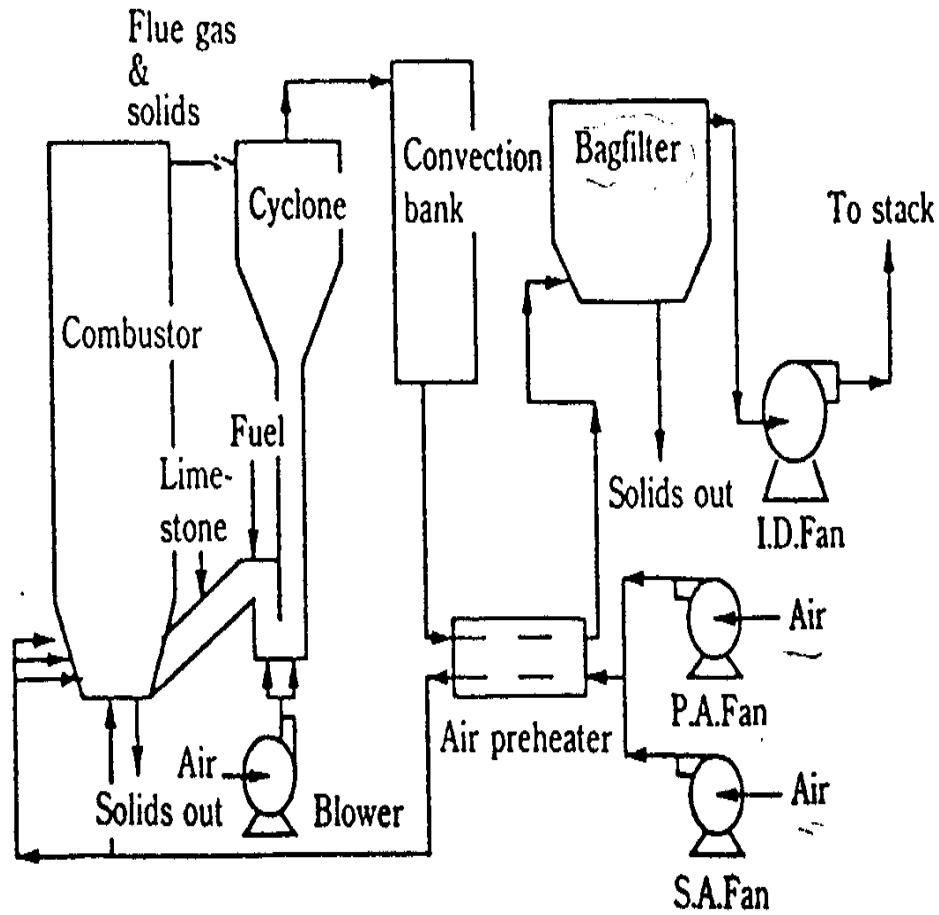 Flue gas
&
solids
Cyclone
Convection
bank
Bagfilter
To stack
Combustor
Fuel
Lime-
stone
Solids out
I.D.Fan
Air
P.A.Fan
Air preheater
Air
Solids out
Blower
Air
S.A.Fan